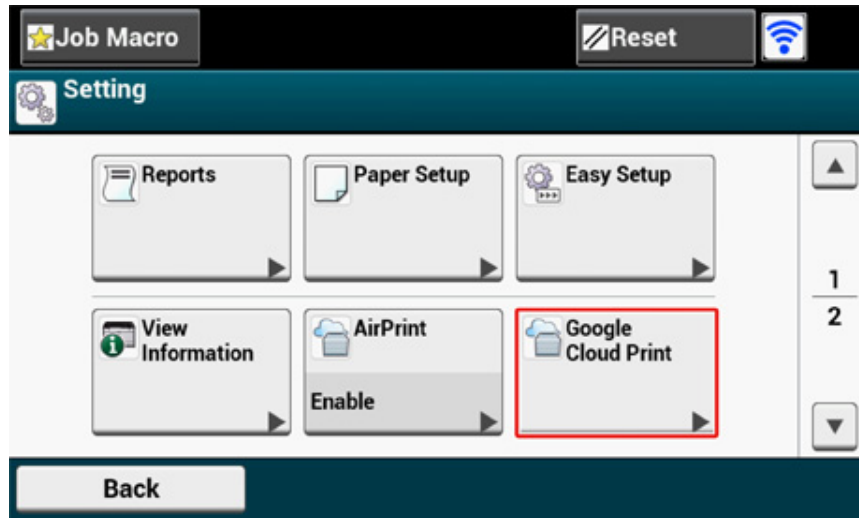 Job Macro
Reset
Setting
Reports
Paper Setup
Easy Setup
1
2
View
Information
AirPrint
Enable
Google
Cloud Print
Back